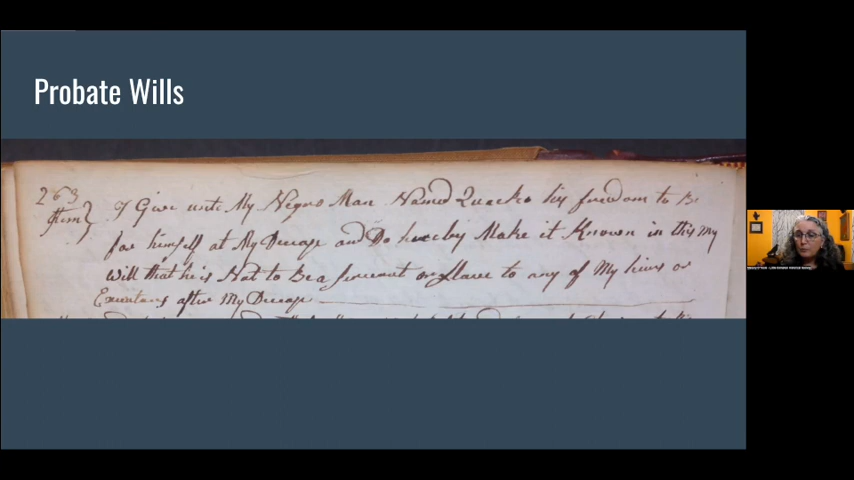 Probate Wills
263
Item} I Give unto My Negro Man Named Quacko his freedom to Be
for himself at My Decease and Do hereby Make it Known in this My
Will that he is Not to Be a servant or slave to any of My heirs or
Executors after My Decease